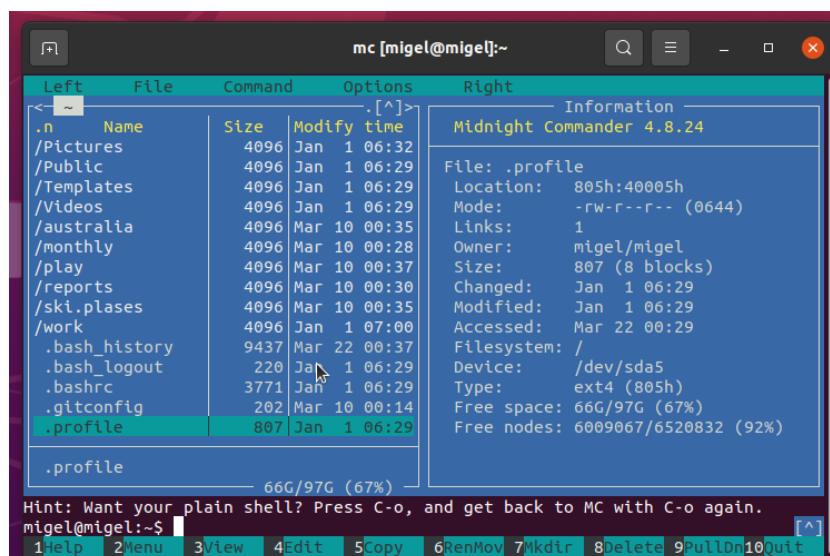 mc [migel@migel]:~
Left File Command Options Right
<- ~ .[^]>
.n Name Size Modify time
/Pictures 4096 Jan 1 06:32
/Public 4096 Jan 1 06:29
/Templates 4096 Jan 1 06:29
/Videos 4096 Jan 1 06:29
/australia 4096 Mar 10 00:35
/monthly 4096 Mar 10 00:28
/play 4096 Mar 10 00:37
/reports 4096 Mar 10 00:30
/ski.plases 4096 Mar 10 00:35
/work 4096 Jan 1 07:00
.bash_history 9437 Mar 22 00:37
.bash_logout 220 Jan 1 06:29
.bashrc 3771 Jan 1 06:29
.gitconfig 202 Mar 10 00:14
.profile 807 Jan 1 06:29
.profile
66G/97G (67%)
Information
Midnight Commander 4.8.24
File: .profile
Location: 805h:40005h
Mode: -rw-r--r-- (0644)
Links: 1
Owner: migel/migel
Size: 807 (8 blocks)
Changed: Jan 1 06:29
Modified: Jan 1 06:29
Accessed: Mar 22 00:29
Filesystem: /
Device: /dev/sda5
Type: ext4 (805h)
Free space: 66G/97G (67%)
Free nodes: 6009067/6520832 (92%)
Hint: Want your plain shell? Press C-o, and get back to MC with C-o again.
migel@migel:~$ [^]
1Help 2Menu 3View 4Edit 5Copy 6RenMov 7Mkdir 8Delete 9PullDn 10Quit